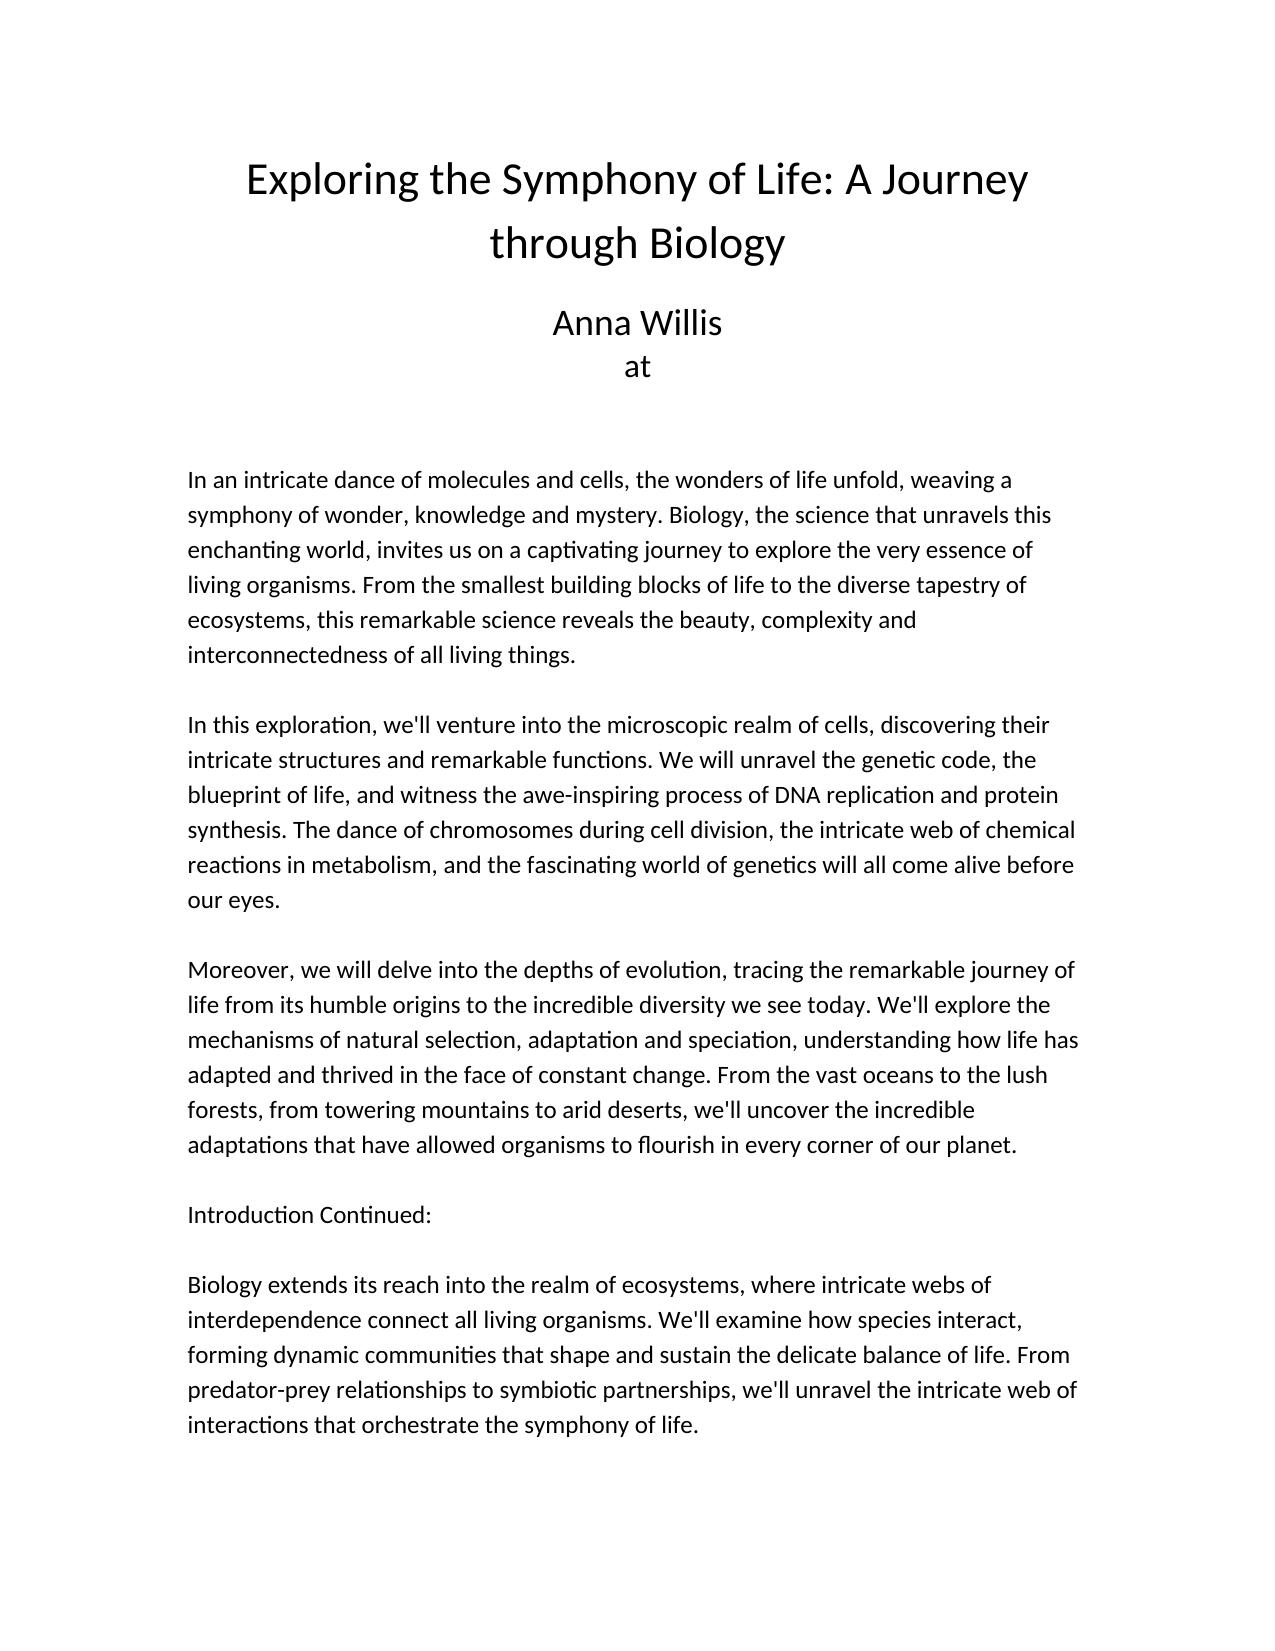 Exploring the Symphony of Life: A Journey
through Biology
Anna Willis
at
In an intricate dance of molecules and cells, the wonders of life unfold, weaving a
symphony of wonder, knowledge and mystery. Biology, the science that unravels this
enchanting world, invites us on a captivating journey to explore the very essence of
living organisms. From the smallest building blocks of life to the diverse tapestry of
ecosystems, this remarkable science reveals the beauty, complexity and
interconnectedness of all living things.
In this exploration, we'll venture into the microscopic realm of cells, discovering their
intricate structures and remarkable functions. We will unravel the genetic code, the
blueprint of life, and witness the awe-inspiring process of DNA replication and protein
synthesis. The dance of chromosomes during cell division, the intricate web of chemical
reactions in metabolism, and the fascinating world of genetics will all come alive before
our eyes.
Moreover, we will delve into the depths of evolution, tracing the remarkable journey of
life from its humble origins to the incredible diversity we see today. We'll explore the
mechanisms of natural selection, adaptation and speciation, understanding how life has
adapted and thrived in the face of constant change. From the vast oceans to the lush
forests, from towering mountains to arid deserts, we'll uncover the incredible
adaptations that have allowed organisms to flourish in every corner of our planet.
Introduction Continued:
Biology extends its reach into the realm of ecosystems, where intricate webs of
interdependence connect all living organisms. We'll examine how species interact,
forming dynamic communities that shape and sustain the delicate balance of life. From
predator-prey relationships to symbiotic partnerships, we'll unravel the intricate web of
interactions that orchestrate the symphony of life.